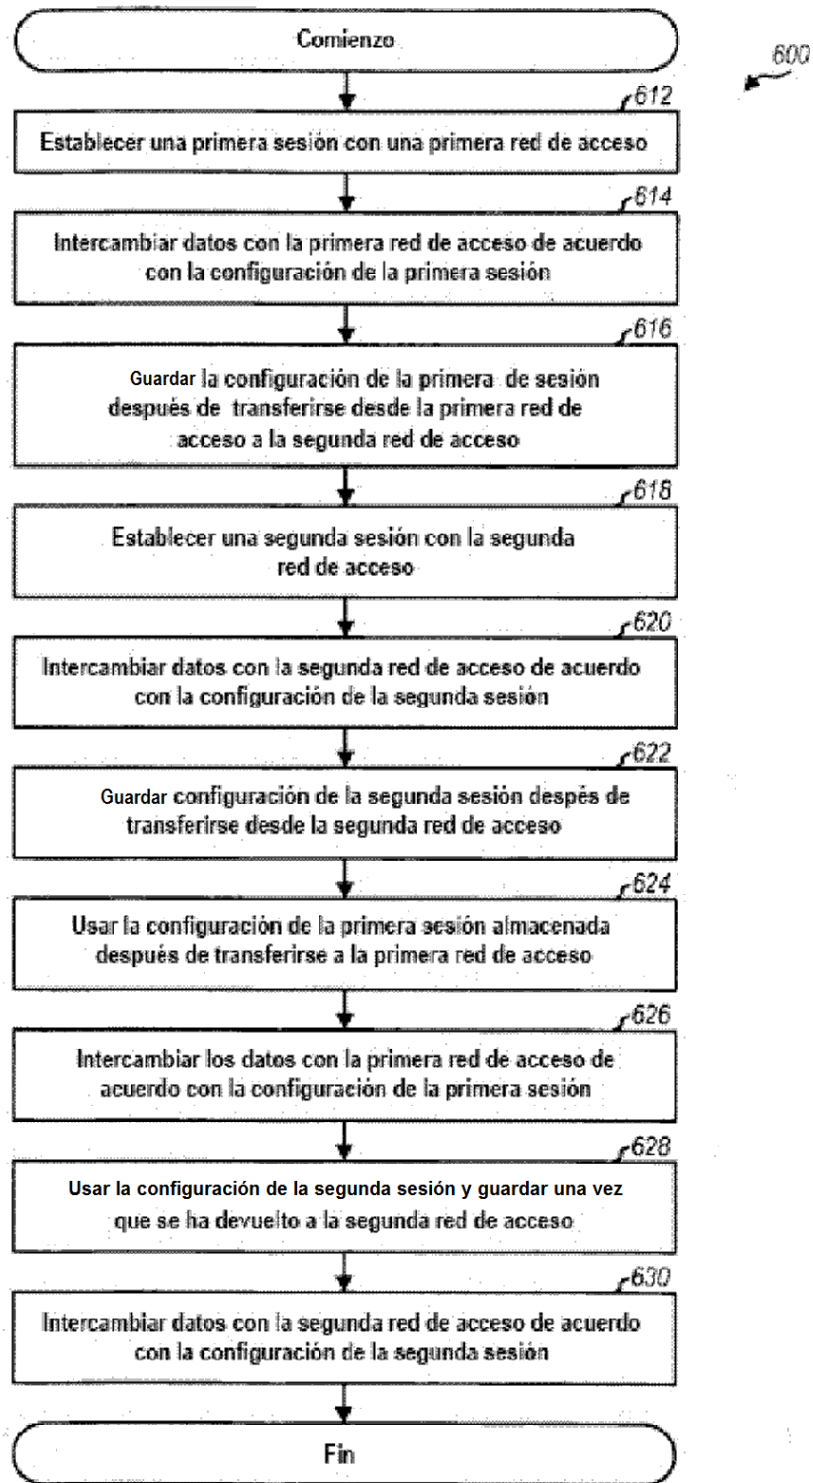 Comienzo
600
612
Establecer una primera sesión con una primera red de acceso
614
Intercambiar datos con la primera red de acceso de acuerdo
con la configuración de la primera sesión
616
Guardar la configuración de la primera de sesión
después de transferirse desde la primera red de
acceso a la segunda red de acceso
618
Establecer una segunda sesión con la segunda
red de acceso
620
Intercambiar datos con la segunda red de acceso de acuerdo
con la configuración de la segunda sesión
622
Guardar configuración de la segunda sesión despés de
transferirse desde la segunda red de acceso
624
Usar la configuración de la primera sesión almacenada
después de transferirse a la primera red de acceso
626
Intercambiar los datos con la primera red de acceso de
acuerdo con la configuración de la primera sesión
628
Usar la configuración de la segunda sesión y guardar una vez
que se ha devuelto a la segunda red de acceso
630
Intercambiar datos con la segunda red de acceso de acuerdo
con la configuración de la segunda sesión
Fin